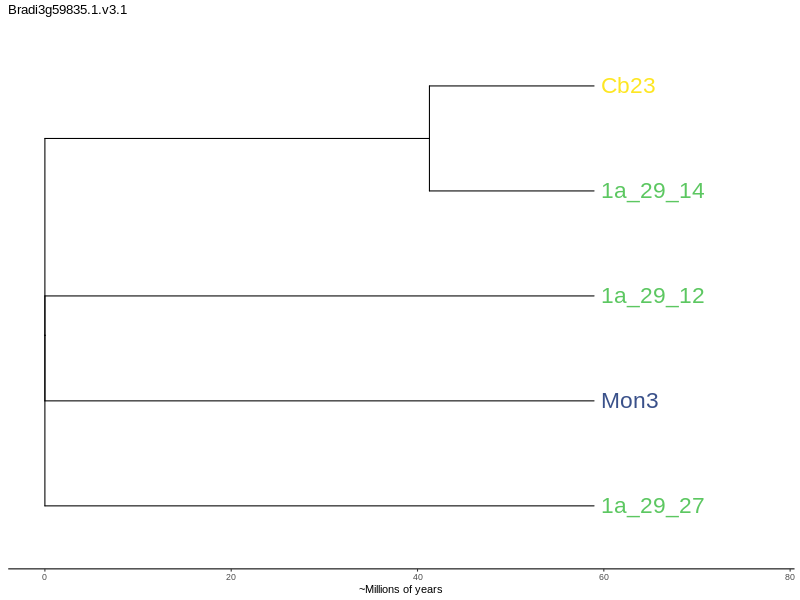 Bradi3g59835.1.v3.1
Cb23
1a_29_14
1a_29_12
Mon3
1a_29_27
0 20 40 60 80
~Millions of years